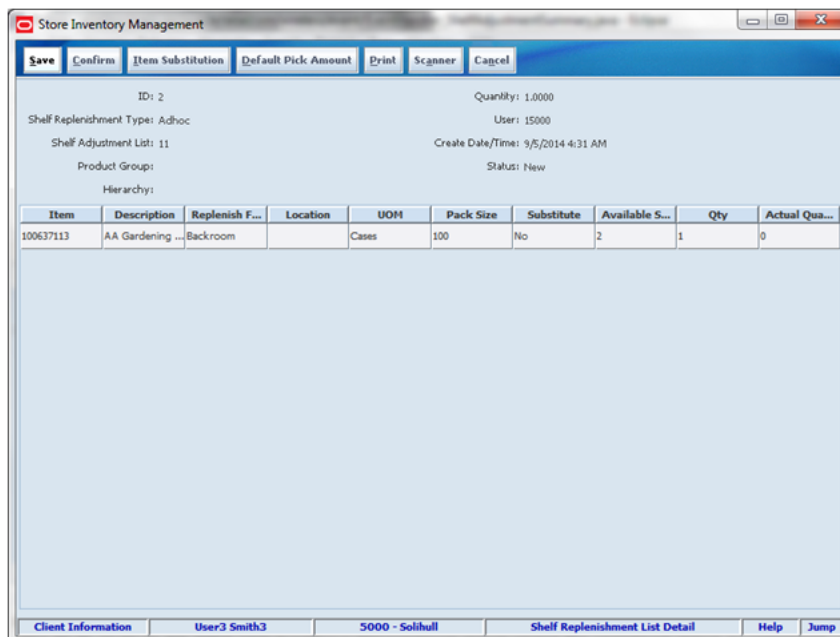 Store Inventory Management
Save Confirm Item Substitution Default Pick Amount Print Scanner Cancel
ID: 2 Quantity: 1.0000
Shelf Replenishment Type: Adhoc User: 15000
Shelf Adjustment List: 11 Create Date/Time: 9/5/2014 4:31 AM
Product Group: Status: New
Hierarchy:
Item Description Replenish F... Location UOM Pack Size Substitute Available S... Qty Actual Qua...
100637113 AA Gardening ... Backroom Cases 100 No 2 1 0
Client Information User3 Smith3 5000 - Solihull Shelf Replenishment List Detail Help Jump